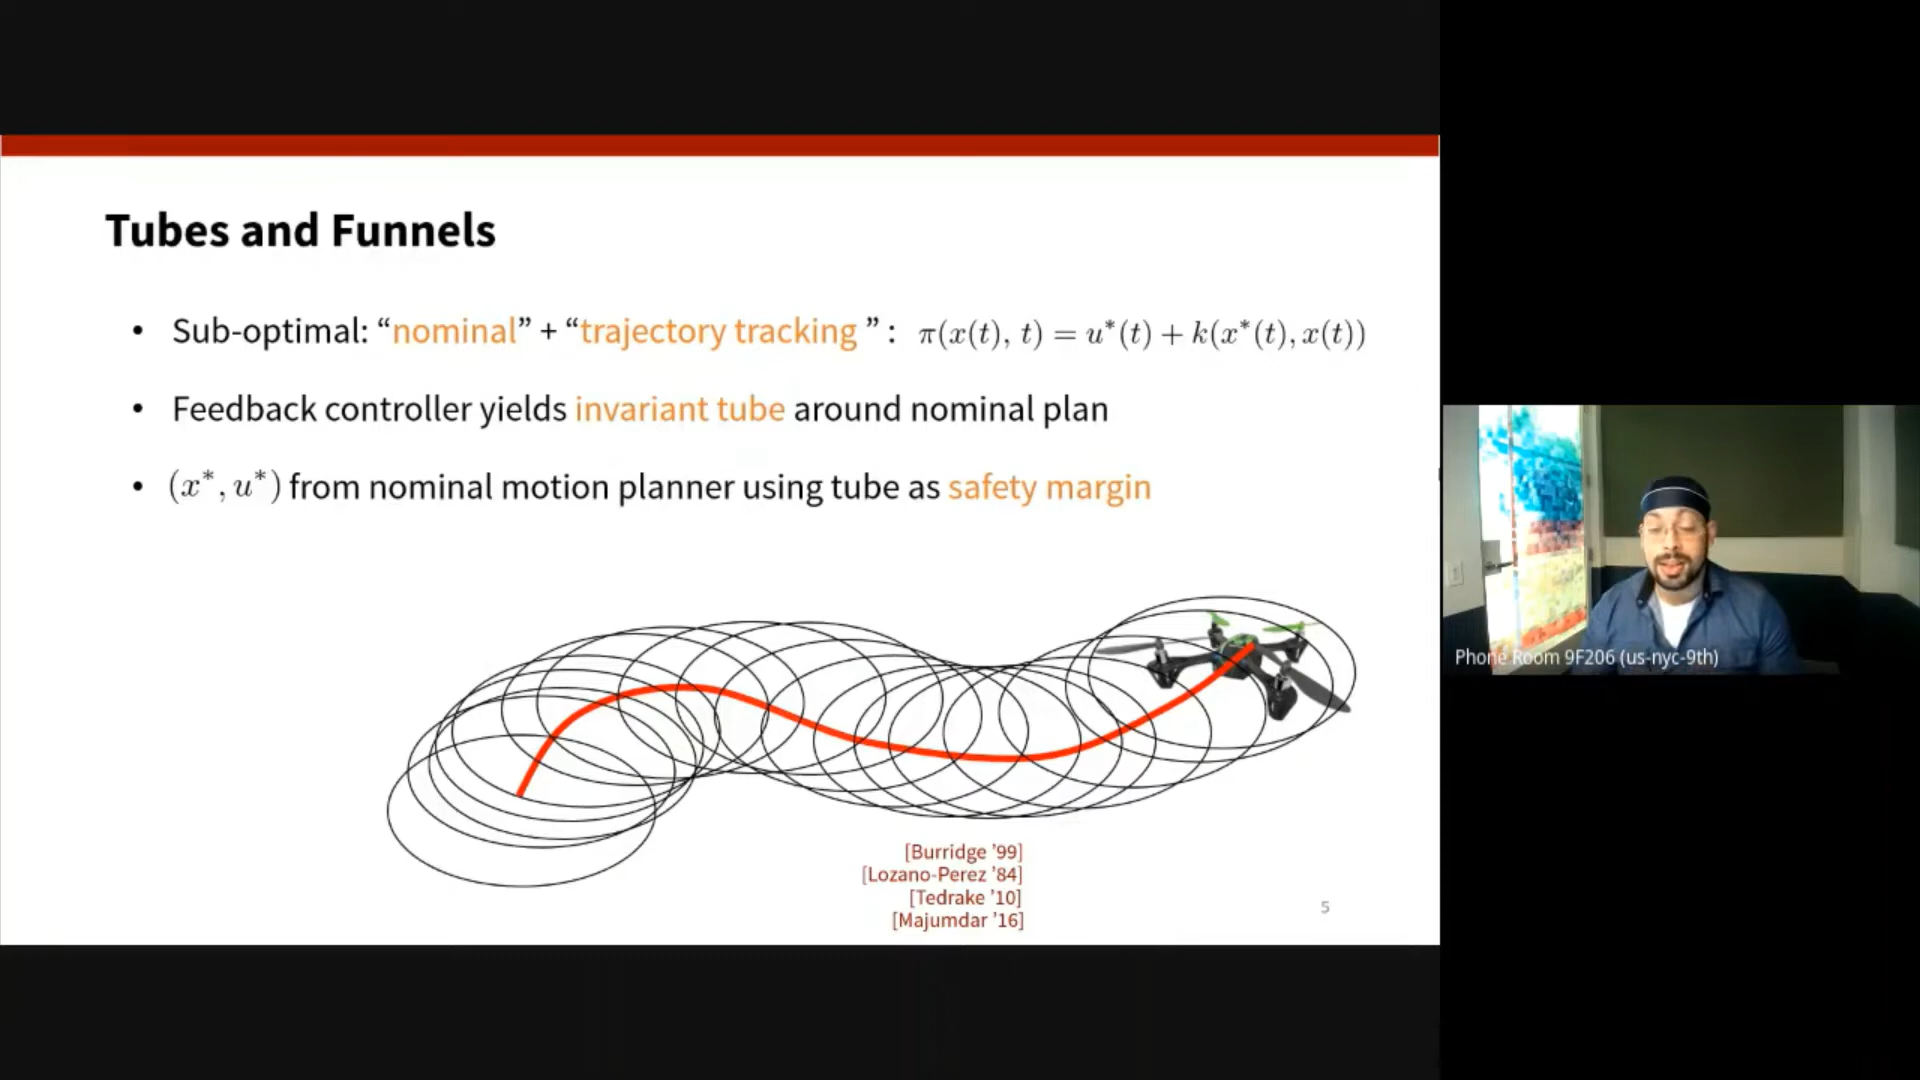 Tubes and Funnels
• Sub-optimal: “nominal” + “trajectory tracking ” : π(x(t), t) = u*(t) + k(x*(t), x(t))
• Feedback controller yields invariant tube around nominal plan
• (x*, u*) from nominal motion planner using tube as safety margin
[Burridge ’99]
[Lozano-Perez ’84]
[Tedrake ’10]
[Majumdar ’16]
5
Phone Room 9F206 (us-nyc-9th)